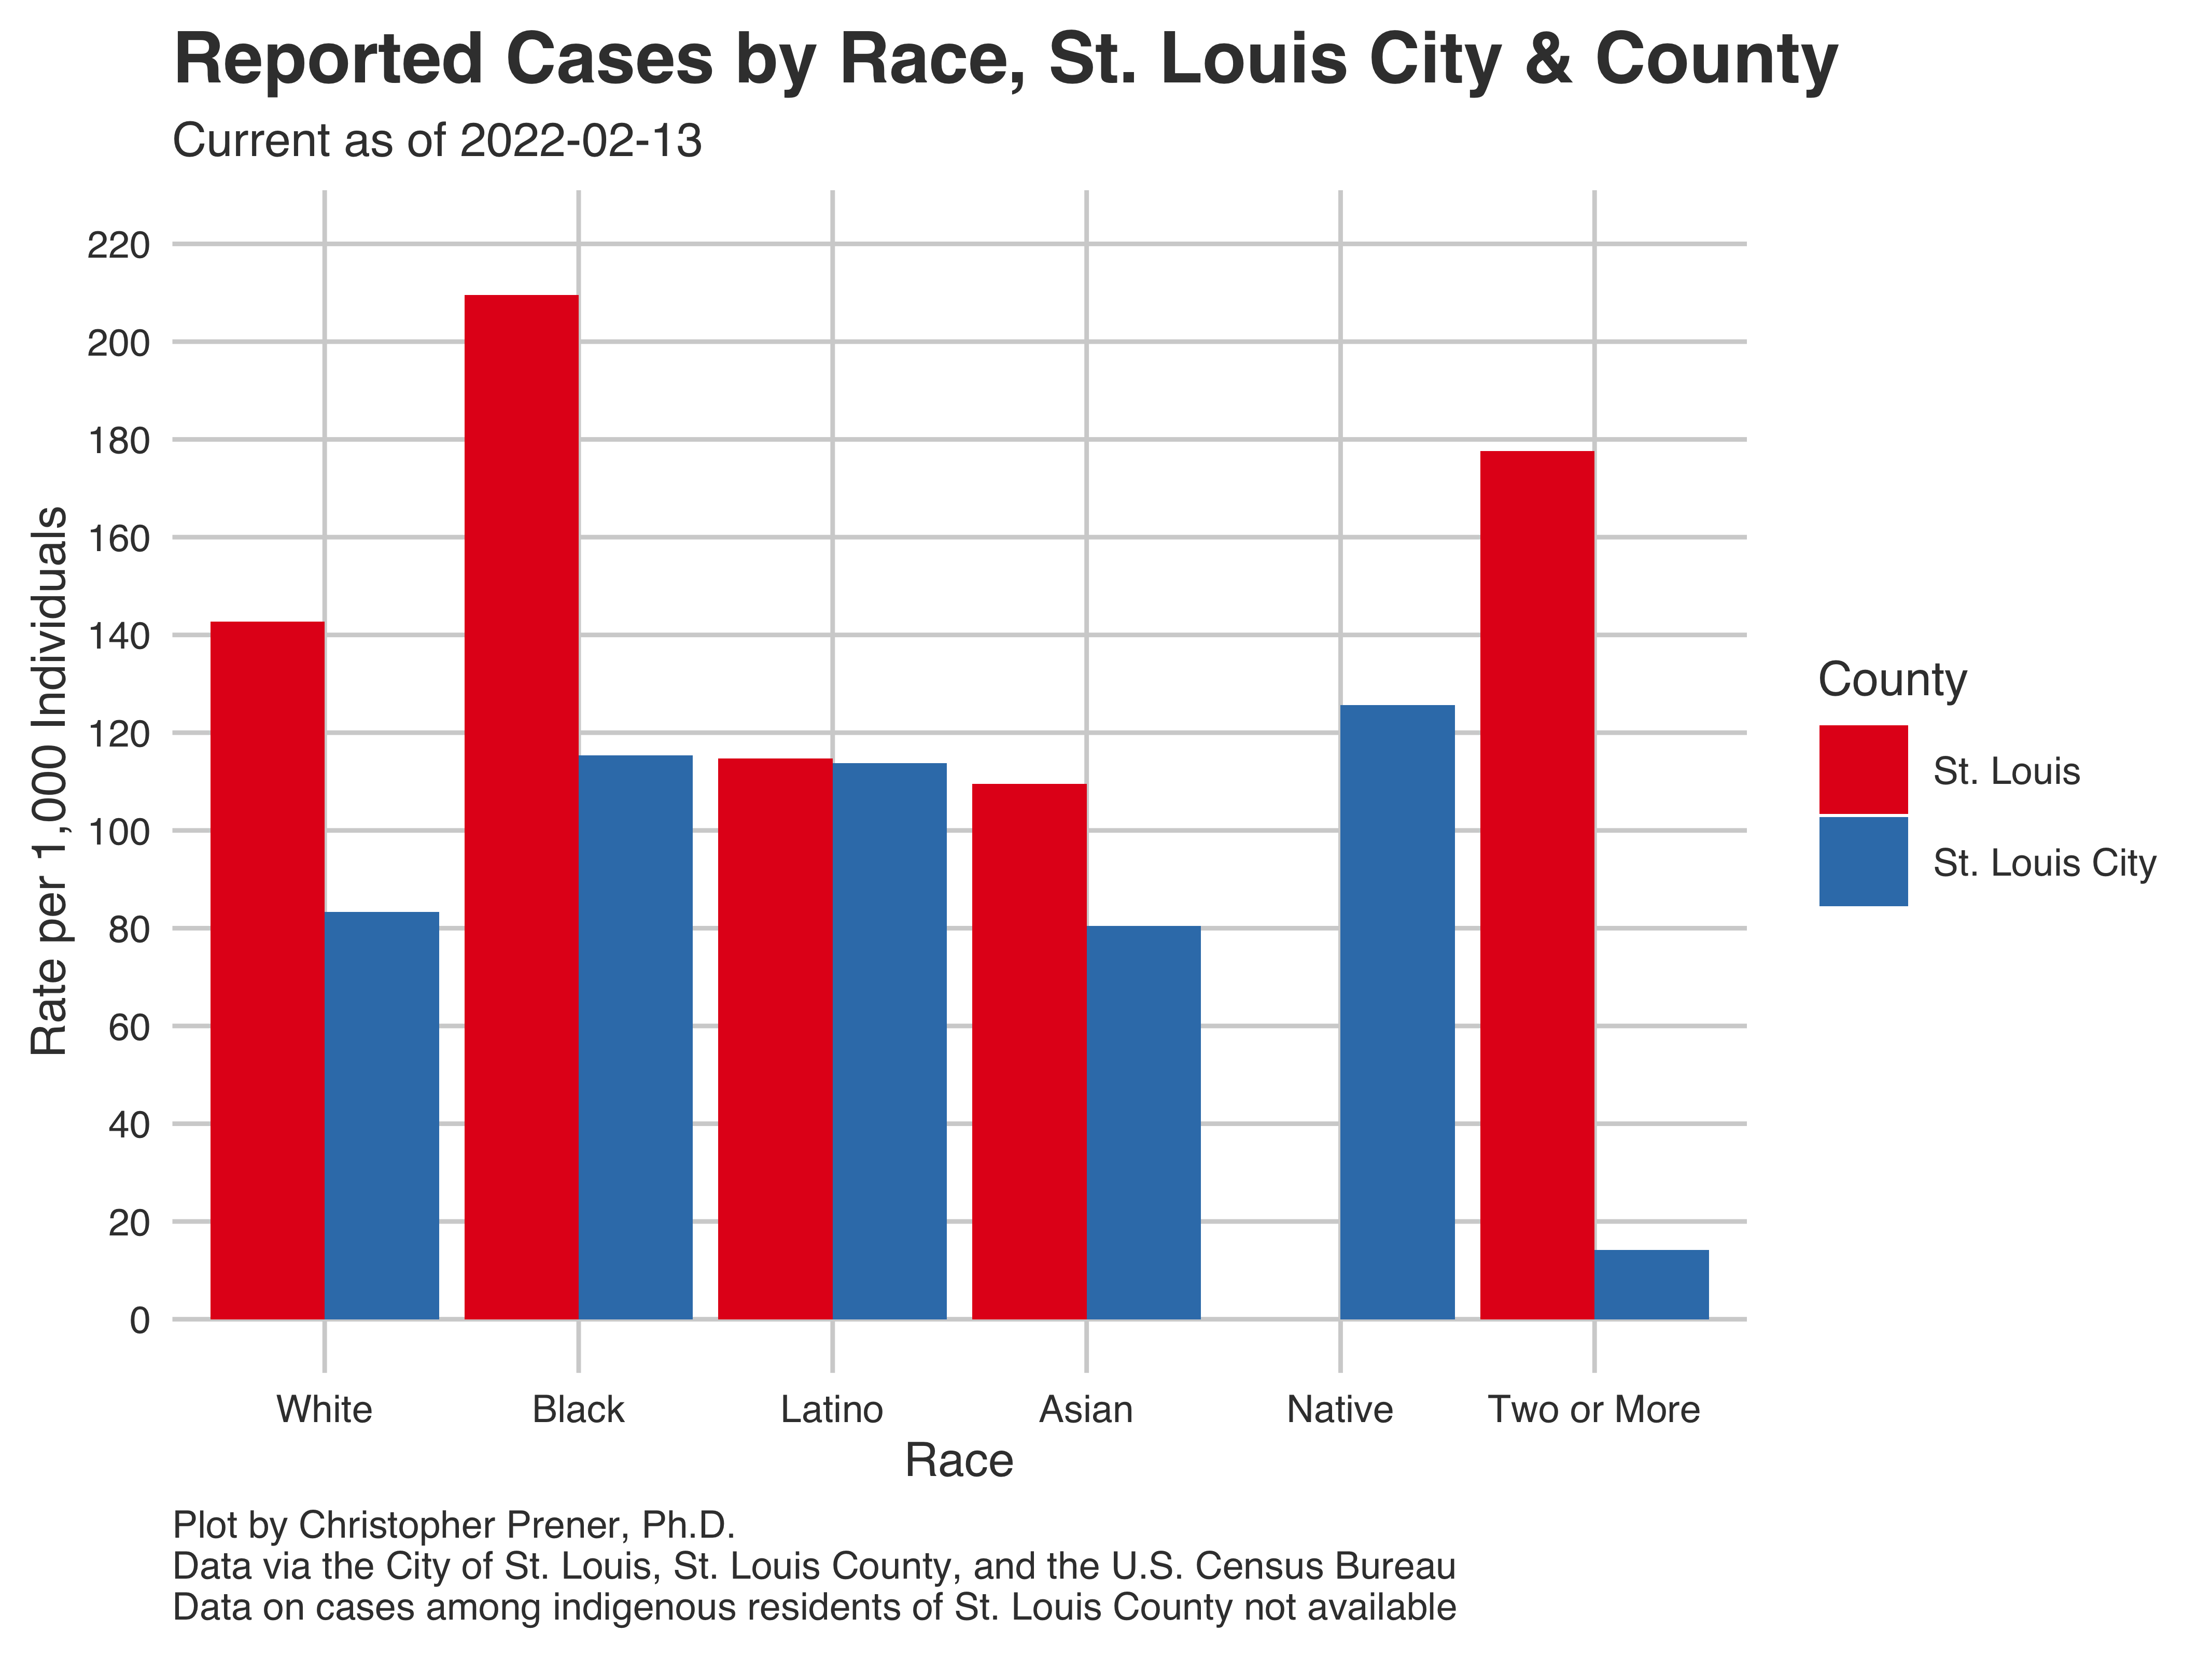 Reported Cases by Race, St. Louis City & County
Current as of 2022-02-13
220
200
180
160
140
120
100
80
60
40
20
0
Rate per 1,000 Individuals
White
Black
Latino
Asian
Native
Two or More
Race
County
St. Louis
St. Louis City
Plot by Christopher Prener, Ph.D.
Data via the City of St. Louis, St. Louis County, and the U.S. Census Bureau
Data on cases among indigenous residents of St. Louis County not available